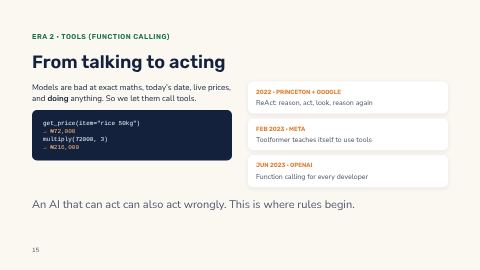 ERA 2 • TOOLS (FUNCTION CALLING)
From talking to acting
Models are bad at exact maths, today's date, live prices,
and doing anything. So we let them call tools.
get_price(item="rice 50kg")
→ ₦72,000
multiply(72000, 3)
→ ₦216,000
2022 • PRINCETON + GOOGLE
ReAct: reason, act, look, reason again
FEB 2023 • META
Toolformer teaches itself to use tools
JUN 2023 • OPENAI
Function calling for every developer
An AI that can act can also act wrongly. This is where rules begin.
15